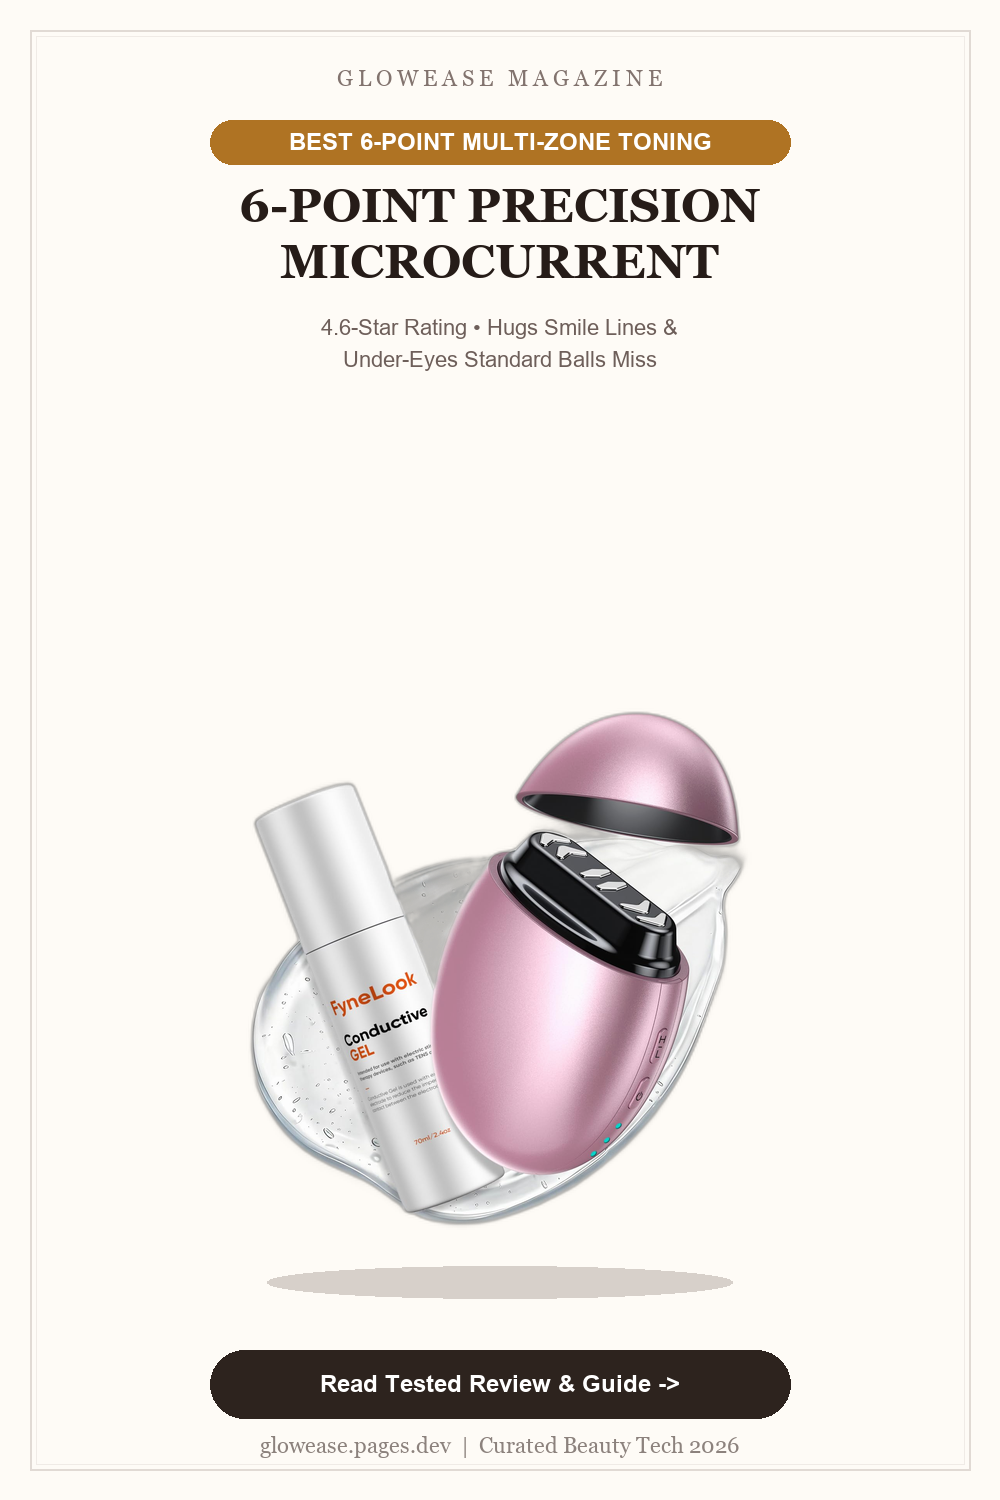 GLOWEASE MAGAZINE
BEST 6-POINT MULTI-ZONE TONING
6-POINT PRECISION
MICROCURRENT
4.6-Star Rating • Hugs Smile Lines &
Under-Eyes Standard Balls Miss
FyneLook
Conductive
GEL
70ml/2.4oz
Read Tested Review & Guide ->
glowease.pages.dev | Curated Beauty Tech 2026